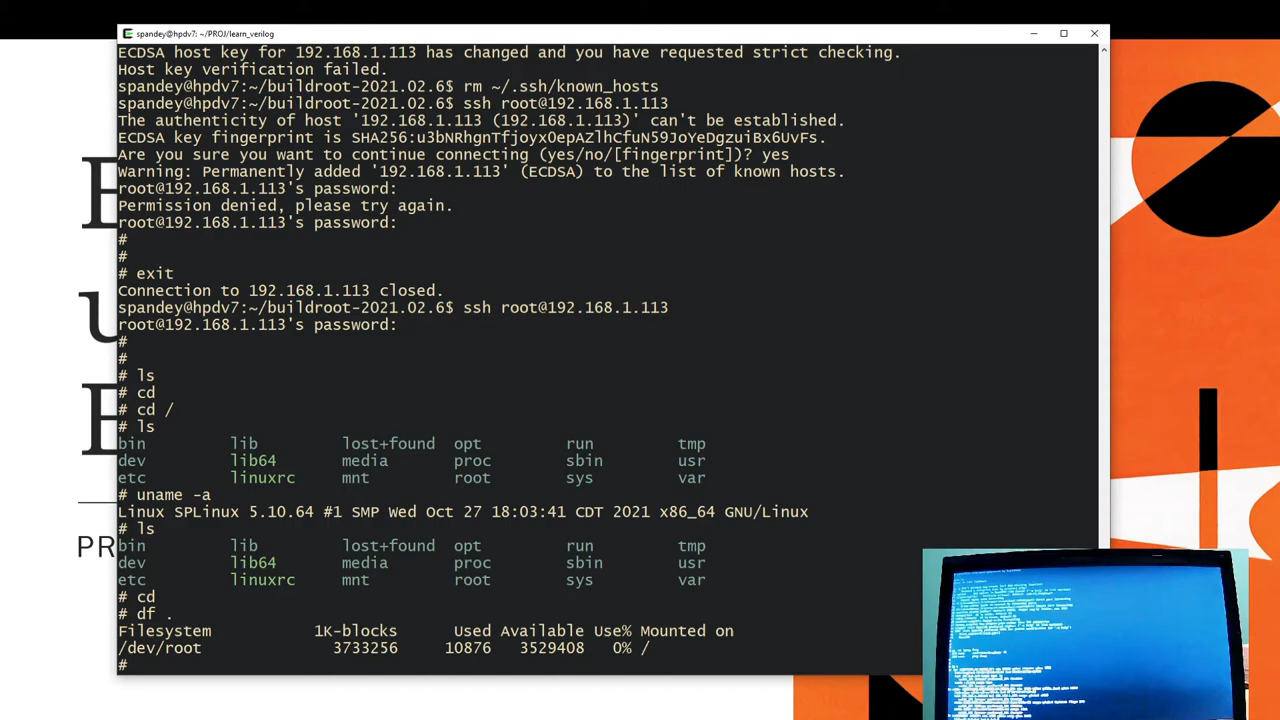 spandey@hpdv7: ~/PROJ/learn_verilog
ECDSA host key for 192.168.1.113 has changed and you have requested strict checking.
Host key verification failed.
spandey@hpdv7:~/buildroot-2021.02.6$ rm ~/.ssh/known_hosts
spandey@hpdv7:~/buildroot-2021.02.6$ ssh root@192.168.1.113
The authenticity of host '192.168.1.113 (192.168.1.113)' can't be established.
ECDSA key fingerprint is SHA256:u3bNRhgnTfjoyxOepAZlhCfuN59JoYeDgzuiBx6UvFs.
Are you sure you want to continue connecting (yes/no/[fingerprint])? yes
Warning: Permanently added '192.168.1.113' (ECDSA) to the list of known hosts.
root@192.168.1.113's password:
Permission denied, please try again.
root@192.168.1.113's password:
#
#
# exit
Connection to 192.168.1.113 closed.
spandey@hpdv7:~/buildroot-2021.02.6$ ssh root@192.168.1.113
root@192.168.1.113's password:
#
#
# ls
# cd
# cd /
# ls
bin lib lost+found opt run tmp
dev lib64 media proc sbin usr
etc linuxrc mnt root sys var
# uname -a
Linux SPLinux 5.10.64 #1 SMP Wed Oct 27 18:03:41 CDT 2021 x86_64 GNU/Linux
# ls
bin lib lost+found opt run tmp
dev lib64 media proc sbin usr
etc linuxrc mnt root sys var
# cd
# df .
Filesystem 1K-blocks Used Available Use% Mounted on
/dev/root 3733256 10876 3529408 0% /
#